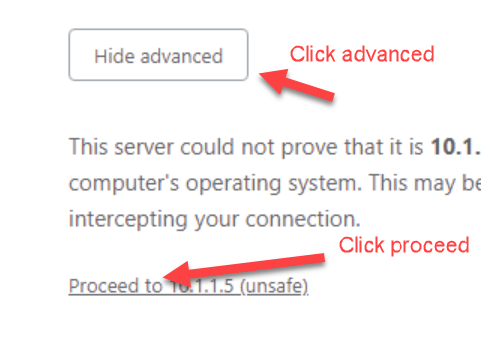 Hide advanced
Click advanced
This server could not prove that it is 10.1.
computer's operating system. This may be
intercepting your connection.
Click proceed
Proceed to 10.1.1.5 (unsafe)